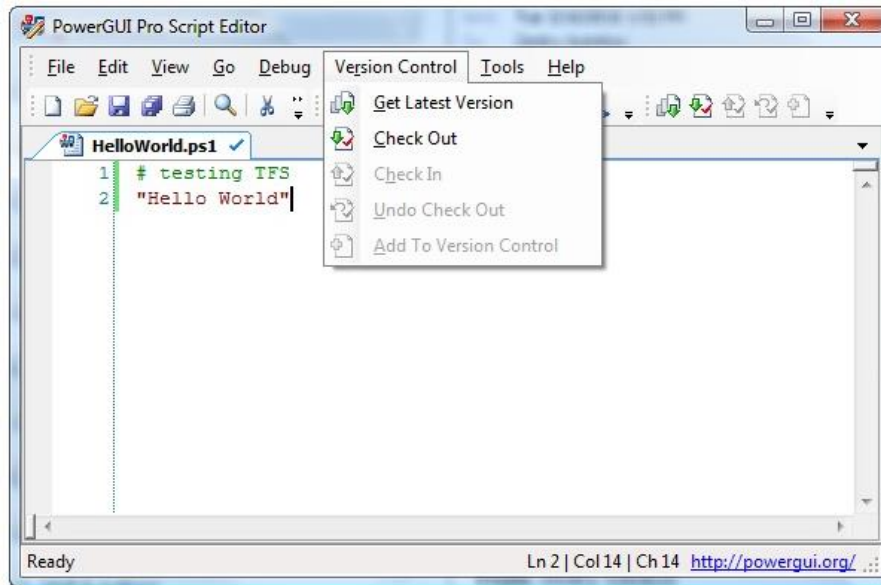 PowerGUI Pro Script Editor
File Edit View Go Debug Version Control Tools Help
Get Latest Version
HelloWorld.ps1
Check Out
1 # testing TFS
Check In
2 "Hello World"
Undo Check Out
Add To Version Control
Ready Ln 2 | Col 14 | Ch 14 http://powergui.org/